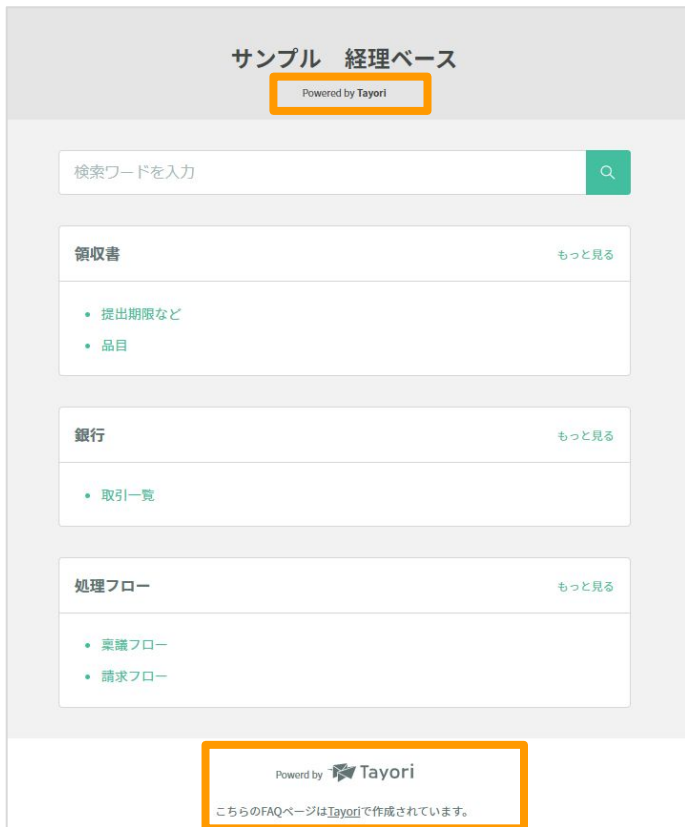 サンプル　経理ベース
Powered by Tayori
検索ワードを入力
領収書
もっと見る
提出期限など
品目
銀行
もっと見る
取引一覧
処理フロー
もっと見る
稟議フロー
請求フロー
Powerd by Tayori
こちらのFAQページはTayoriで作成されています。